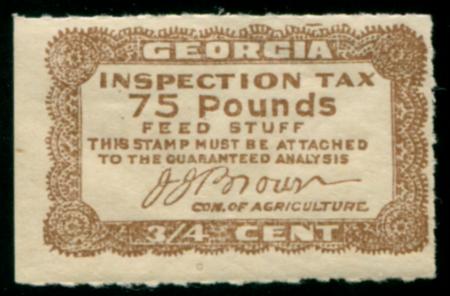 GEORGIA
INSPECTION TAX
75 Pounds
FEED STUFF
THIS STAMP MUST BE ATTACHED
TO THE GUARANTEED ANALYSIS
J J Brown
COM. OF AGRICULTURE
3/4 CENT